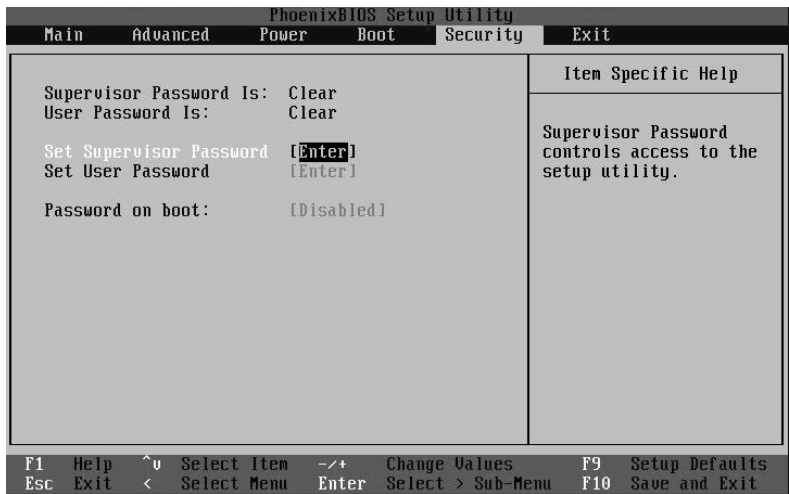 PhoenixBIOS Setup Utility
Main Advanced Power Boot Security Exit
Item Specific Help
Supervisor Password Is: Clear
User Password Is: Clear
Set Supervisor Password [Enter]
Set User Password [Enter]
Password on boot: [Disabled]
Supervisor Password
controls access to the
setup utility.
F1 Help ^v Select Item -/+ Change Values F9 Setup Defaults
Esc Exit < Select Menu Enter Select > Sub-Menu F10 Save and Exit